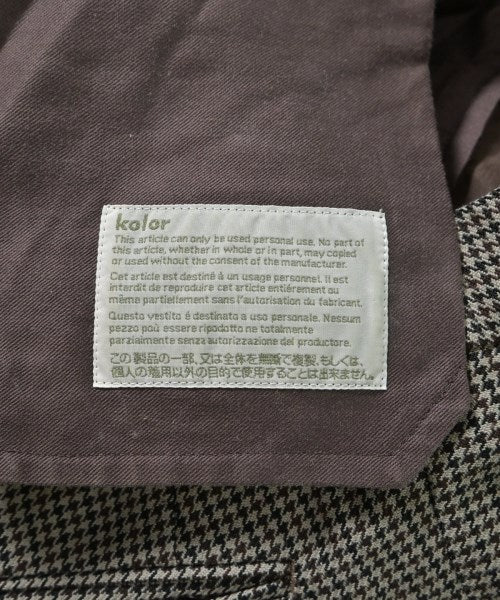 kolor
This article can only be used personal use. No part of
this article, whether in whole or in part, may copied
or used without the consent of the manufacturer.
Cet article est destiné à un usage personnel. Il est
interdit de reproduire cet article entiérement ou
même partiellement sans l'autorisation du fabricant.
Questo vestito é destinato a uso personale. Nessun
pezzo poù essere ripodotto ne totalmente
parzialmente senza autorizzazione del productore.
この製品の一部、又は全体を無断で複製、もしくは、
個人の着用以外の目的で使用することは出来ません。